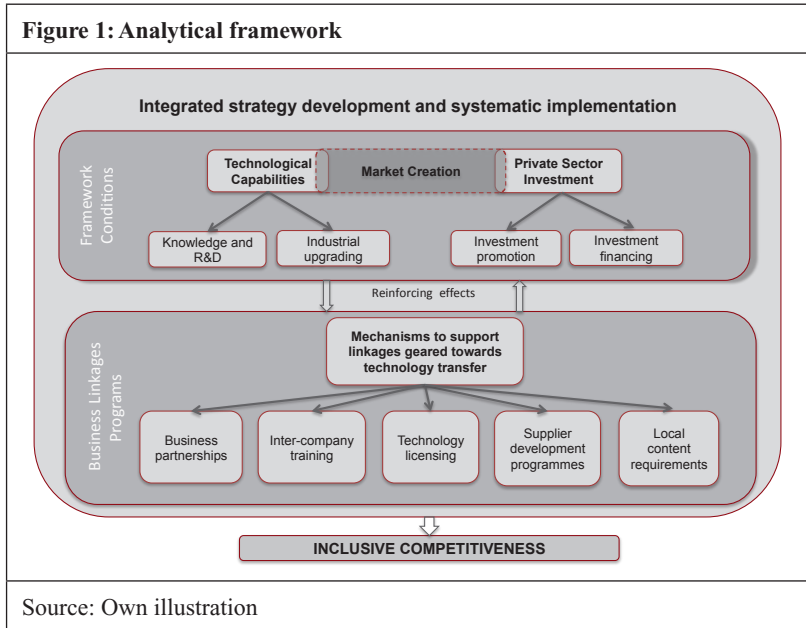 Figure 1: Analytical framework
Integrated strategy development and systematic implementation
Framework
Conditions
Technological
Capabilities
Market Creation
Private Sector
Investment
Knowledge and
R&D
Industrial
upgrading
Investment
promotion
Investment
financing
Reinforcing effects
Business Linkages
Programs
Mechanisms to support
linkages geared towards
technology transfer
Business
partnerships
Inter-company
training
Technology
licensing
Supplier
development
programmes
Local
content
requirements
INCLUSIVE COMPETITIVENESS
Source: Own illustration